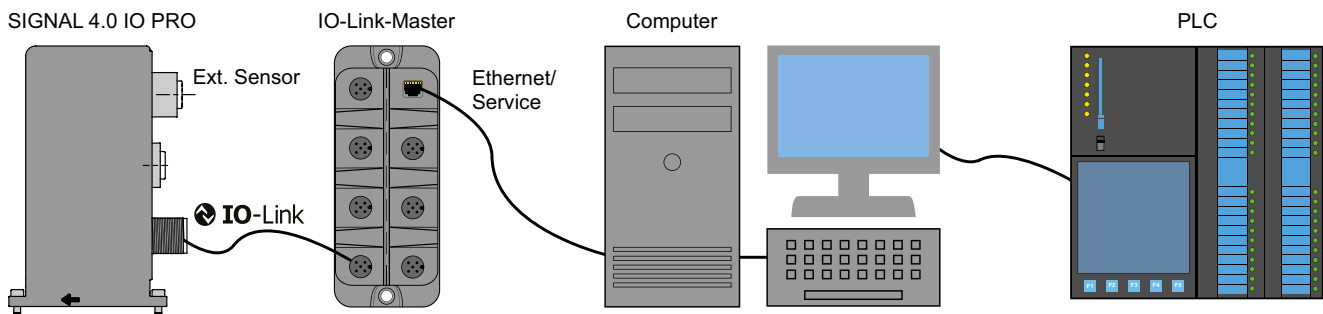 SIGNAL 4.0 IO PRO
IO-Link-Master
Computer
PLC
Ext. Sensor
Ethernet/
Service
IO-Link
F1 F2 F3 F4 F5